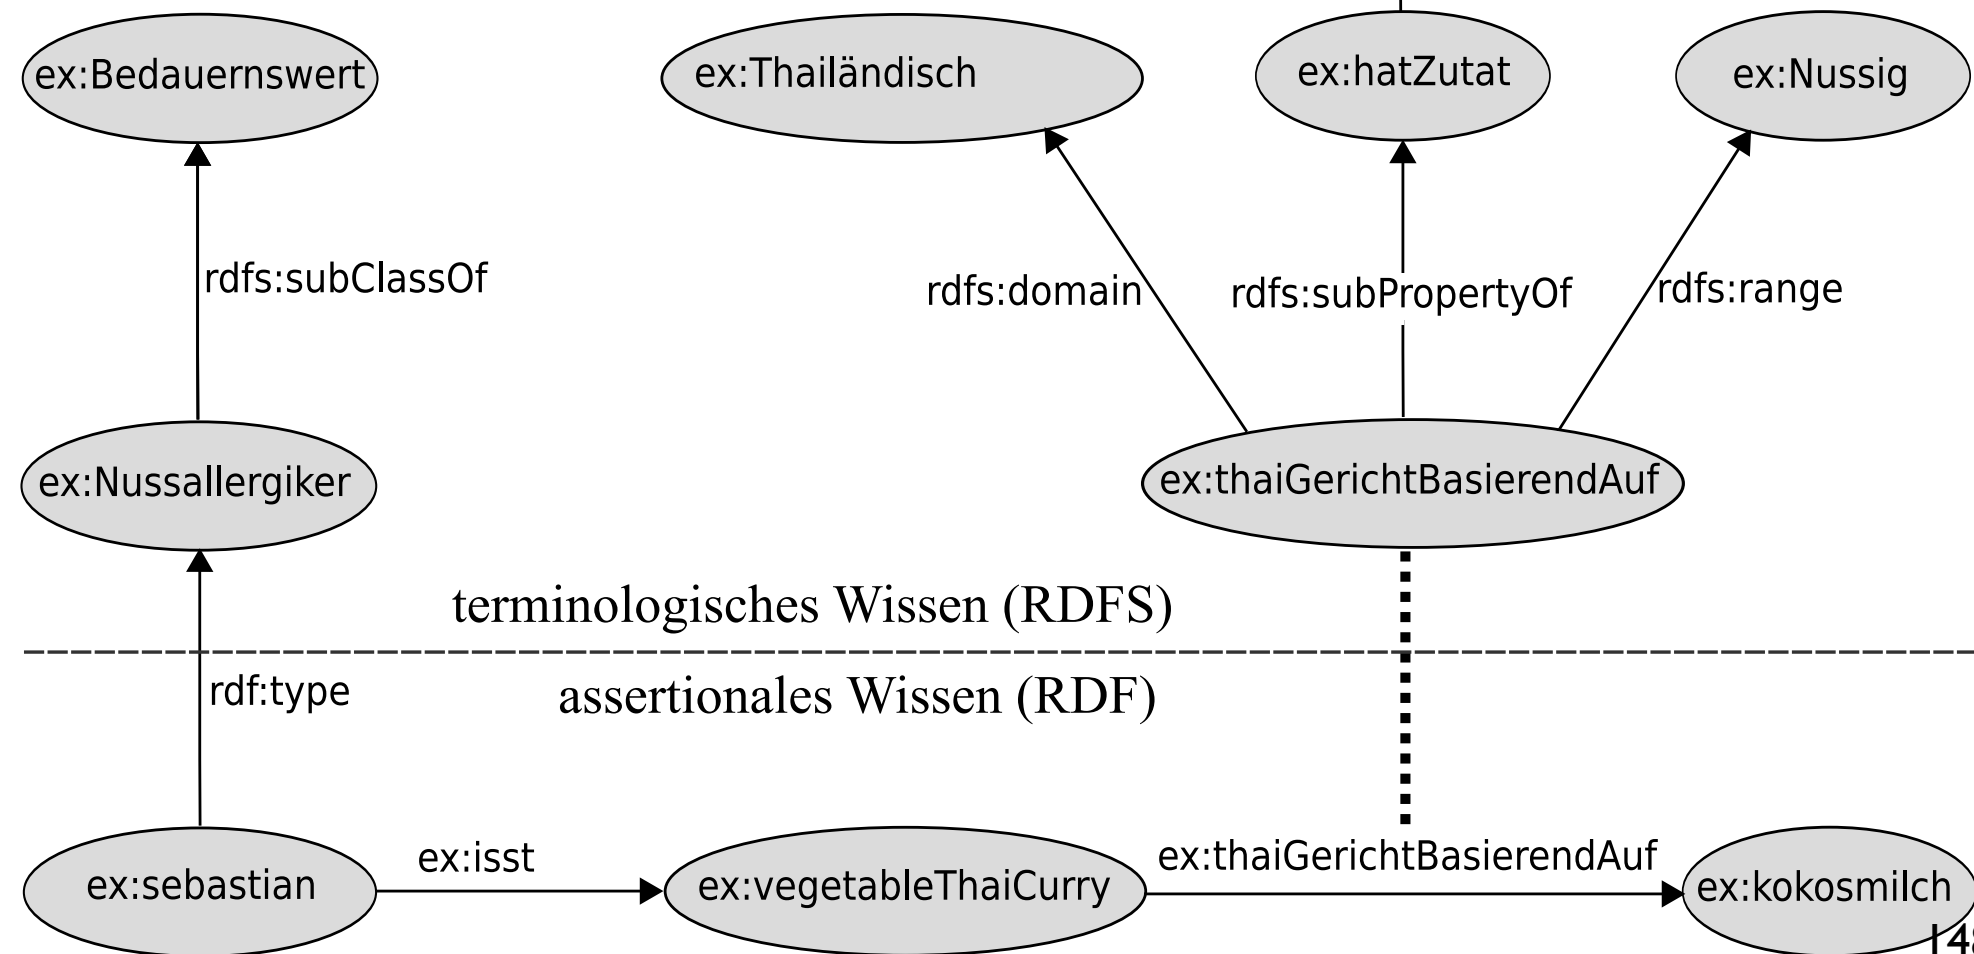 ex:Bedauernswert
ex:Thailändisch
ex:hatZutat
ex:Nussig
rdfs:subClassOf
rdfs:domain
rdfs:subPropertyOf
rdfs:range
ex:Nussallergiker
ex:thaiGerichtBasierendAuf
terminologisches Wissen (RDFS)
rdf:type
assertionales Wissen (RDF)
ex:sebastian
ex:isst
ex:vegetableThaiCurry
ex:thaiGerichtBasierendAuf
ex:kokosmilch
148